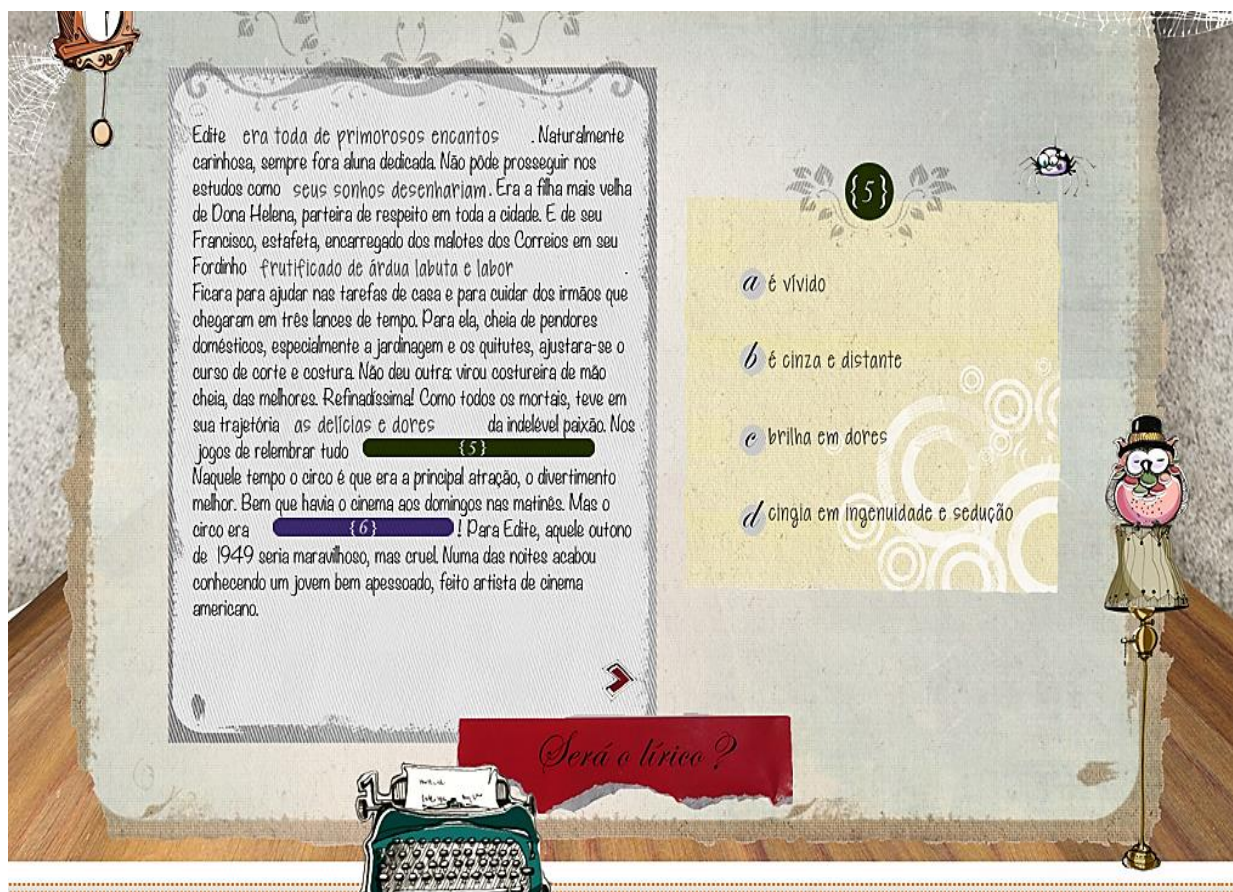 Edite era toda de primorosos encantos . Naturalmente
carinhosa, sempre fora aluna dedicada. Não pôde prosseguir nos
estudos como seus sonhos desenhariam. Era a filha mais velha
de Dona Helena, parteira de respeito em toda a cidade. E de seu
Francisco, estafeta, encarregado dos malotes dos Correios em seu
Fordinho frutificado de árdua labuta e labor .
Ficara para ajudar nas tarefas de casa e para cuidar dos irmãos que
chegaram em três lances de tempo. Para ela, cheia de pendores
domésticos, especialmente a jardinagem e os quitutes, ajustara-se o
curso de corte e costura. Não deu outra: virou costureira de mão
cheia, das melhores. Refinadíssima! Como todos os mortais, teve em
sua trajetória as delícias e dores da indelével paixão. Nos
jogos de relembrar tudo {5}
Naquele tempo o circo é que era a principal atração, o divertimento
melhor. Bem que havia o cinema aos domingos nas matinês. Mas o
circo era {6} ! Para Edite, aquele outono
de 1949 seria maravilhoso, mas cruel. Numa das noites acabou
conhecendo um jovem bem apessoado, feito artista de cinema
americano.
{5}
a é vívido
b é cinza e distante
c brilha em dores
d cingia em ingenuidade e sedução
Será o lírico?